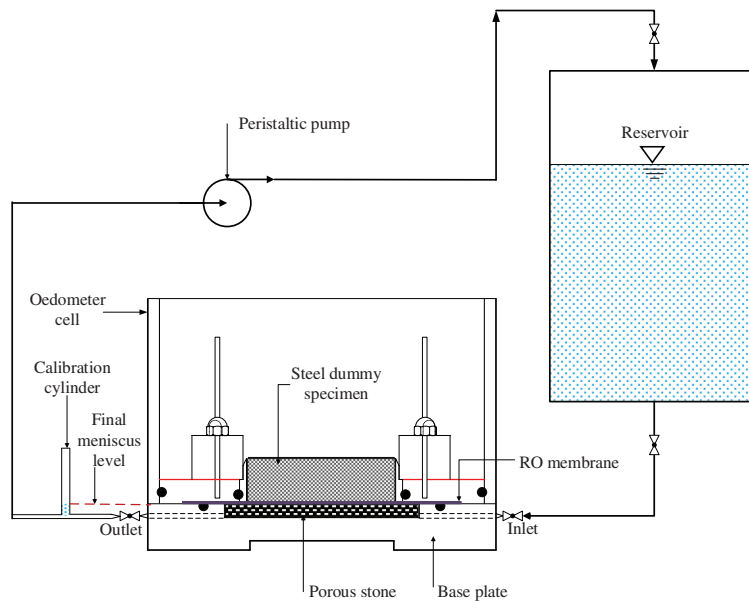 Peristaltic pump
Reservoir
Oedometer
cell
Calibration
cylinder
Steel dummy
specimen
Final
meniscus
level
RO membrane
Outlet
Inlet
Porous stone
Base plate